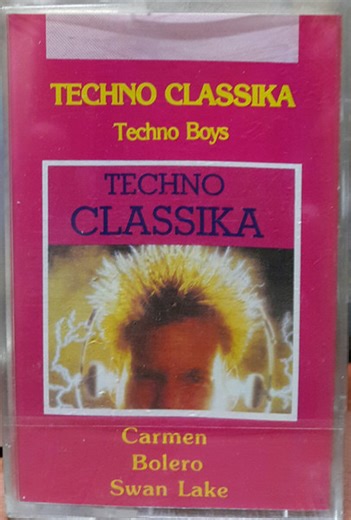 TECHNO CLASSIKA
Techno Boys
TECHNO
CLASSIKA
Carmen
Bolero
Swan Lake